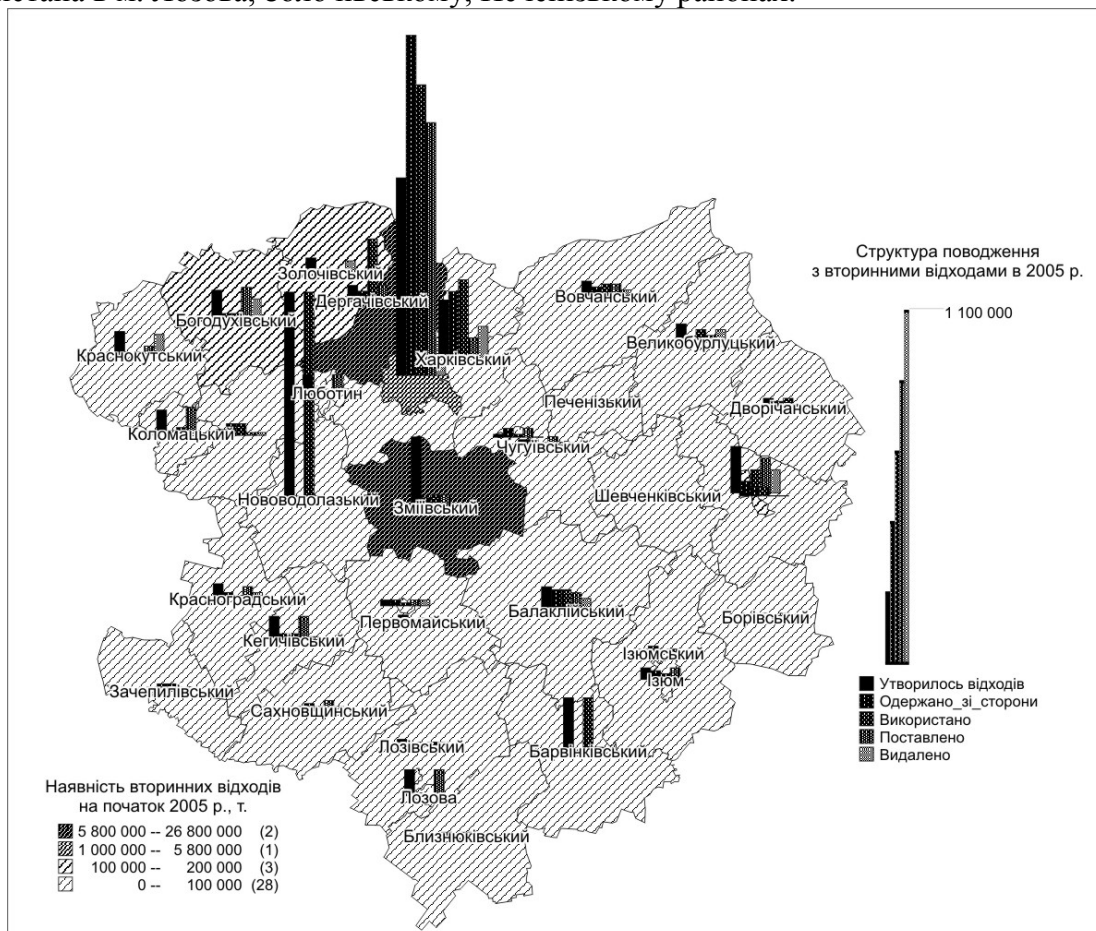 м. Лозова,
районах.
Структура поводження
з вторинними відходами в 2005 р.
1 100 000
Золочівський
Дергачівський
Вовчанський
Богодухівський
Великобурлуцький
Краснокутський
Харківський
Люботин
Печенізький
Дворічанський
Коломацький
Чугуївський
Нововодолазький
Шевченківський
Зміївський
Красноградський
Первомайський
Балаклійський
Борівський
Кегичівський
Ізюмський
Ізюм
Зачепилівський
Сахновщинський
Утворилось відходів
Одержано_зі_сторони
Використано
Поставлено
Видалено
Лозівський
Барвінківський
Лозова
Близнюківський
Наявність вторинних відходів
на початок 2005 р., т.
5 800 000 -- 26 800 000 (2)
1 000 000 -- 5 800 000 (1)
100 000 -- 200 000 (3)
0 -- 100 000 (28)